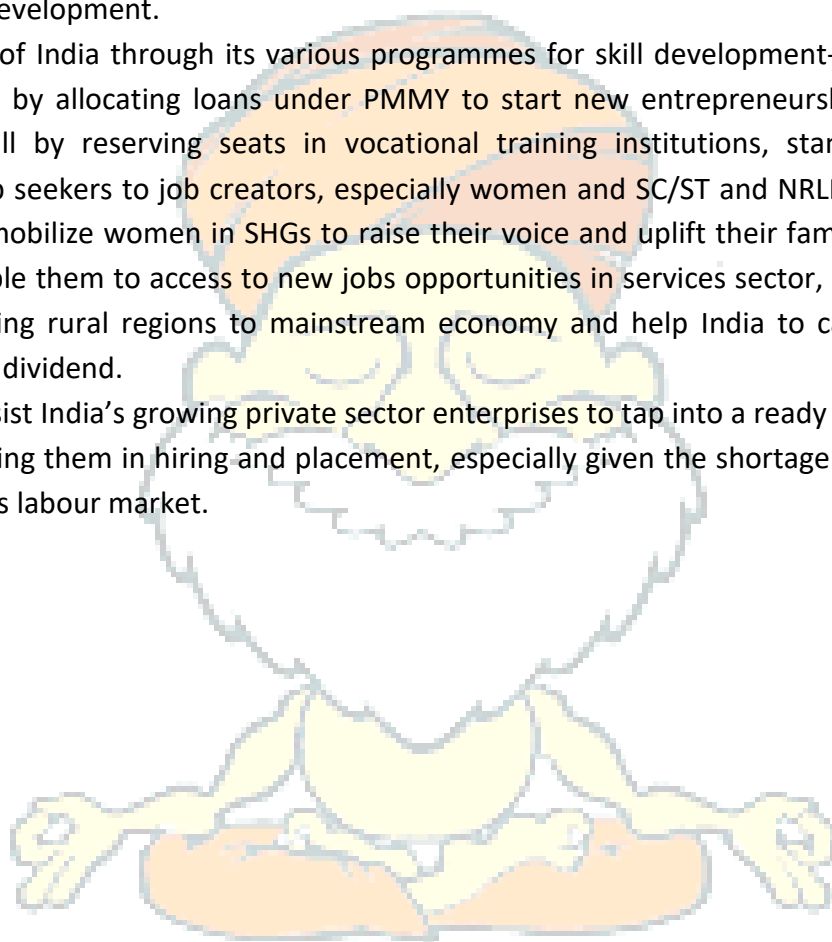 evelopment.
of India through its various programmes for skill development-
by allocating loans under PMMY to start new entrepreneursh
ll by reserving seats in vocational training institutions, star
o seekers to job creators, especially women and SC/ST and NRL
mobilize women in SHGs to raise their voice and uplift their fam
ble them to access to new jobs opportunities in services sector,
ing rural regions to mainstream economy and help India to ca
dividend.
sist India's growing private sector enterprises to tap into a ready
ing them in hiring and placement, especially given the shortage
s labour market.